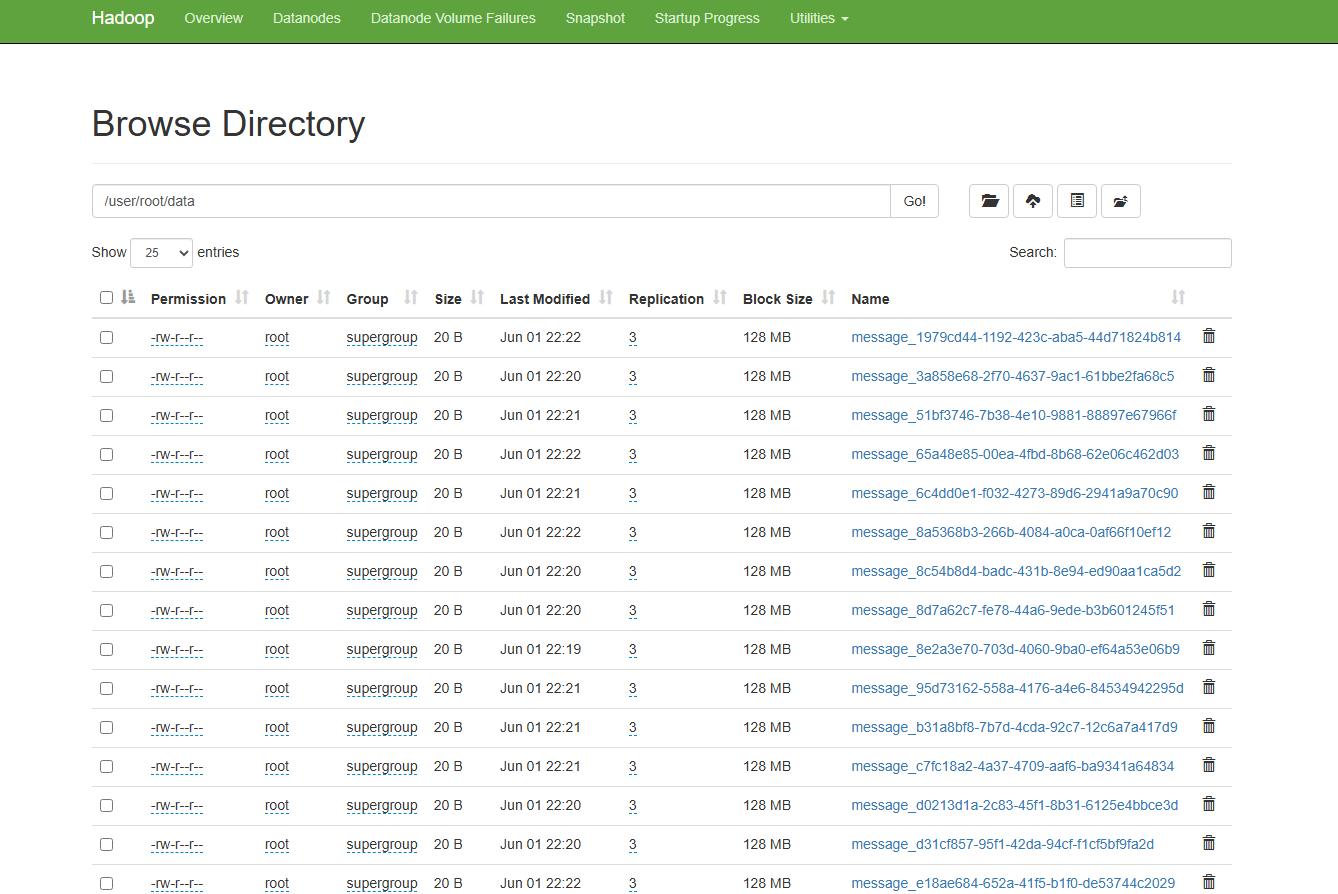 Hadoop Overview Datanodes Datanode Volume Failures Snapshot Startup Progress Utilities
Browse Directory
/user/root/data Go!
Show 25 entries Search:
Permission Owner Group Size Last Modified Replication Block Size Name
-rw-r--r-- root supergroup 20 B Jun 01 22:22 3 128 MB message_1979cd44-1192-423c-aba5-44d71824b814
-rw-r--r-- root supergroup 20 B Jun 01 22:20 3 128 MB message_3a858e68-2f70-4637-9ac1-61bbe2fa68c5
-rw-r--r-- root supergroup 20 B Jun 01 22:21 3 128 MB message_51bf3746-7b38-4e10-9881-88897e67966f
-rw-r--r-- root supergroup 20 B Jun 01 22:22 3 128 MB message_65a48e85-00ea-4fbd-8b68-62e06c462d03
-rw-r--r-- root supergroup 20 B Jun 01 22:21 3 128 MB message_6c4dd0e1-f032-4273-89d6-2941a9a70c90
-rw-r--r-- root supergroup 20 B Jun 01 22:22 3 128 MB message_8a5368b3-266b-4084-a0ca-0af66f10ef12
-rw-r--r-- root supergroup 20 B Jun 01 22:20 3 128 MB message_8c54b8d4-badc-431b-8e94-ed90aa1ca5d2
-rw-r--r-- root supergroup 20 B Jun 01 22:20 3 128 MB message_8d7a62c7-fe78-44a6-9ede-b3b601245f51
-rw-r--r-- root supergroup 20 B Jun 01 22:19 3 128 MB message_8e2a3e70-703d-4060-9ba0-ef64a53e06b9
-rw-r--r-- root supergroup 20 B Jun 01 22:21 3 128 MB message_95d73162-558a-4176-a4e6-84534942295d
-rw-r--r-- root supergroup 20 B Jun 01 22:21 3 128 MB message_b31a8bf8-7b7d-4cda-92c7-12c6a7a417d9
-rw-r--r-- root supergroup 20 B Jun 01 22:21 3 128 MB message_c7fc18a2-4a37-4709-aaf6-ba9341a64834
-rw-r--r-- root supergroup 20 B Jun 01 22:20 3 128 MB message_d0213d1a-2c83-45f1-8b31-6125e4bbce3d
-rw-r--r-- root supergroup 20 B Jun 01 22:20 3 128 MB message_d31cf857-95f1-42da-94cf-f1cf5bf9fa2d
-rw-r--r-- root supergroup 20 B Jun 01 22:22 3 128 MB message_e18ae684-652a-41f5-b1f0-de53744c2029